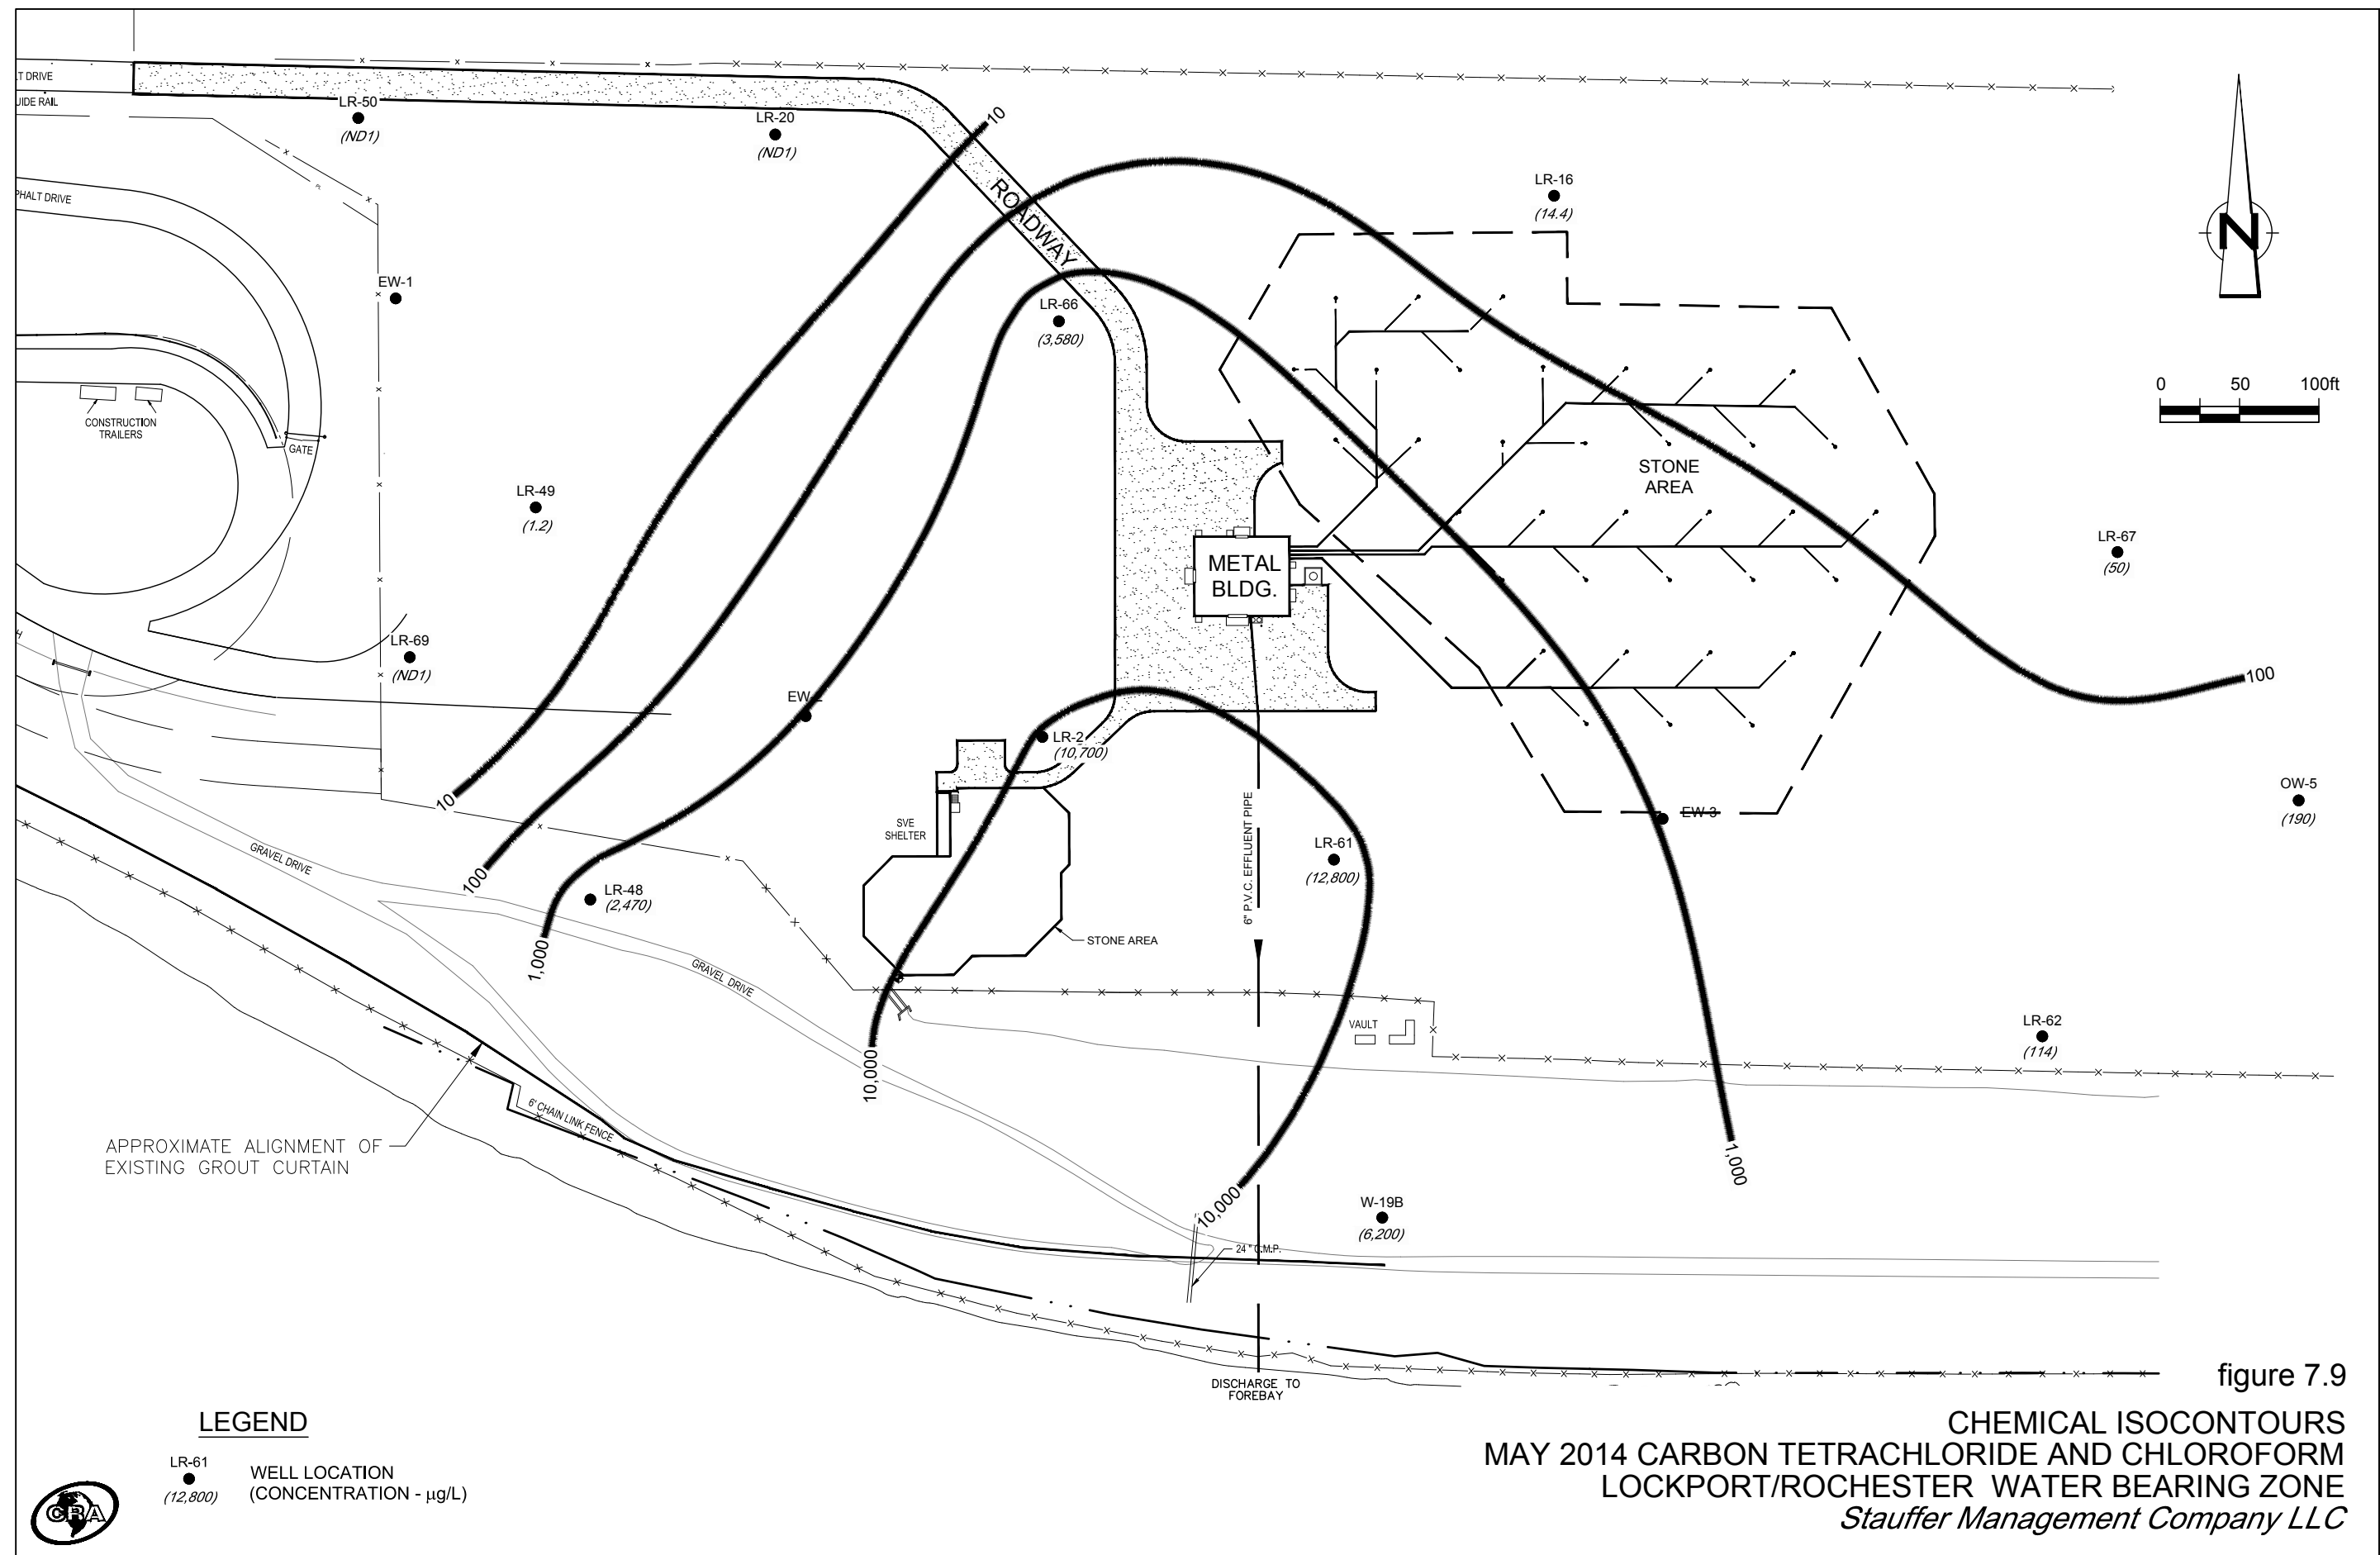 LT DRIVE
UIDE RAIL
LR-50
(ND1)
LR-20
(ND1)
10
ROADWAY
LR-16
(14.4)
N
PHALT DRIVE
PL
EW-1
LR-66
(3,580)
0 50 100ft
CONSTRUCTION
TRAILERS
GATE
STONE
AREA
LR-49
(1.2)
LR-67
(50)
METAL
BLDG.
LR-69
(ND1)
100
EW-2
LR-2
(10,700)
10
OW-5
(190)
EW-3
SVE
SHELTER
6" P.V.C. EFFLUENT PIPE
LR-61
(12,800)
GRAVEL DRIVE
100
LR-48
(2,470)
STONE AREA
1,000
GRAVEL DRIVE
VAULT
LR-62
(114)
10,000
6' CHAIN LINK FENCE
APPROXIMATE ALIGNMENT OF
EXISTING GROUT CURTAIN
1,000
10,000
W-19B
(6,200)
24" C.M.P.
DISCHARGE TO
FOREBAY
figure 7.9
CHEMICAL ISOCONTOURS
MAY 2014 CARBON TETRACHLORIDE AND CHLOROFORM
LOCKPORT/ROCHESTER WATER BEARING ZONE
Stauffer Management Company LLC
LEGEND
LR-61
(12,800)
WELL LOCATION
(CONCENTRATION - µg/L)
CRA